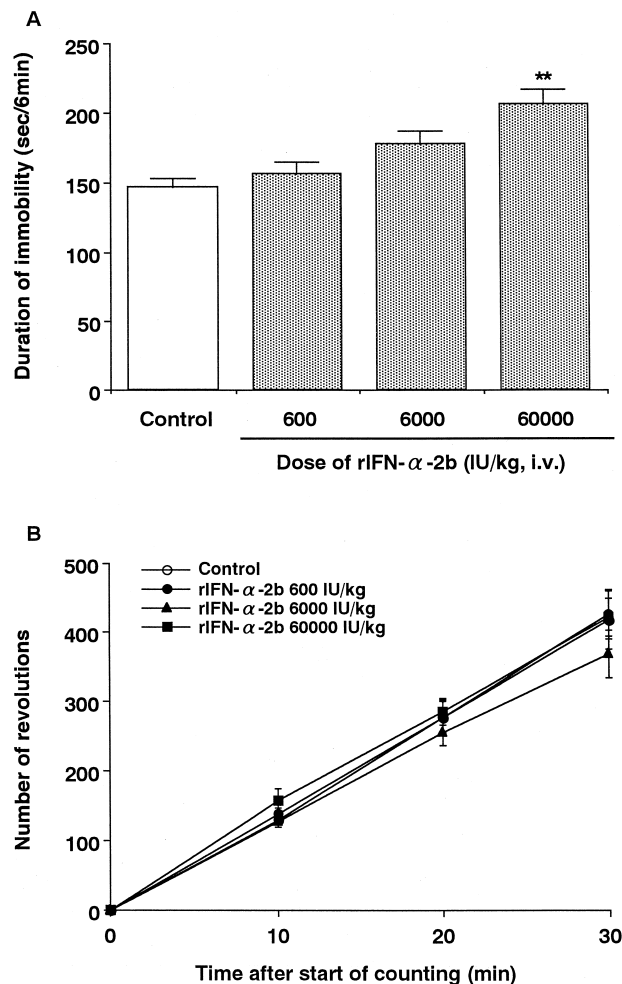 A
Duration of immobility (sec/6min)
250
200
150
100
50
0
**
Control
600
6000
60000
Dose of rIFN-α-2b (IU/kg, i.v.)
B
Number of revolutions
500
400
300
200
100
0
Control
rIFN-α-2b 600 IU/kg
rIFN-α-2b 6000 IU/kg
rIFN-α-2b 60000 IU/kg
0
10
20
30
Time after start of counting (min)